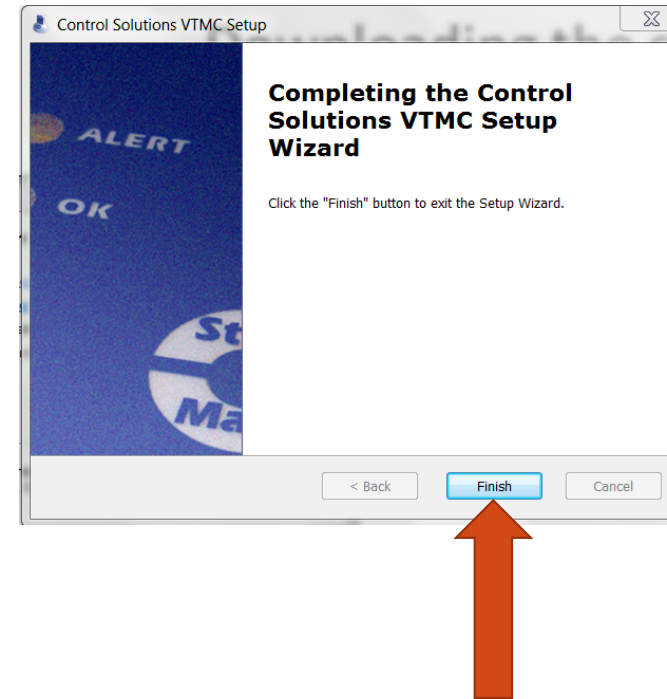 Control Solutions VTMC Setup
Completing the Control
Solutions VTMC Setup
Wizard
Click the "Finish" button to exit the Setup Wizard.
ALERT
OK
< Back
Finish
Cancel